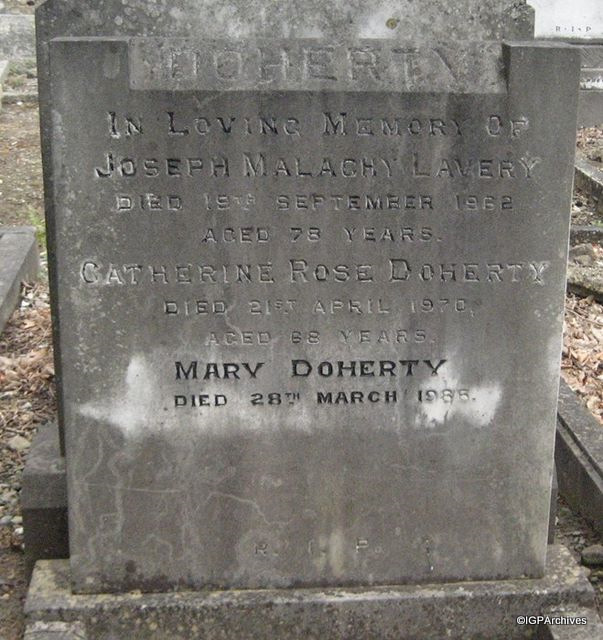 R.I.P
DOHERTY
IN LOVING MEMORY OF
JOSEPH MALACHY LAVERY
DIED 19TH SEPTEMBER 1962
AGED 78 YEARS.
CATHERINE ROSE DOHERTY
DIED 21ST APRIL 1970,
AGED 68 YEARS.
MARY DOHERTY
DIED 28TH MARCH 1985.
R. I. P.
©IGPArchives